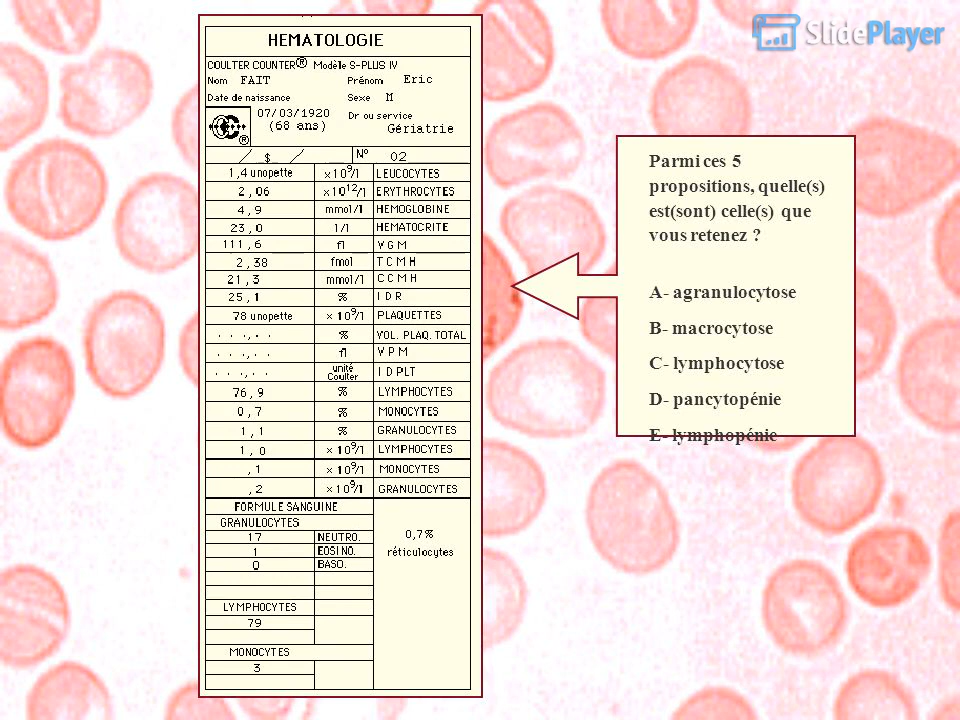 SlidePlayer
HEMATOLOGIE
COULTER COUNTER® Modèle S-PLUS IV
Nom FAIT Prénom Eric
Date de naissance Sexe M
07/03/1920 Dr ou service
(68 ans) Gériatrie
®
/ $ / N° 02
1,4 unopette x10⁹/l LEUCOCYTES
2,06 x10¹²/l ERYTHROCYTES
4,9 mmol/l HEMOGLOBINE
23,0 l/l HEMATOCRITE
111,6 fl VGM
2,38 fmol TCMH
21,3 mmol/l CCMH
25,1 % IDR
78 unopette x 10⁹/l PLAQUETTES
· · · , · · % VOL. PLAQ. TOTAL
· · · , · · fl VPM
· · · , · · unité Coulter IDPLT
76,9 % LYMPHOCYTES
0,7 % MONOCYTES
1,1 % GRANULOCYTES
1,0 x 10⁹/l LYMPHOCYTES
,1 x 10⁹/l MONOCYTES
,2 x 10⁹/l GRANULOCYTES
FORMULE SANGUINE
GRANULOCYTES
17 NEUTRO.
1 EOSINO.
0 BASO.
0,7%
réticulocytes
LYMPHOCYTES
79
MONOCYTES
3
Parmi ces 5
propositions, quelle(s)
est(sont) celle(s) que
vous retenez ?
A- agranulocytose
B- macrocytose
C- lymphocytose
D- pancytopénie
E- lymphopénie